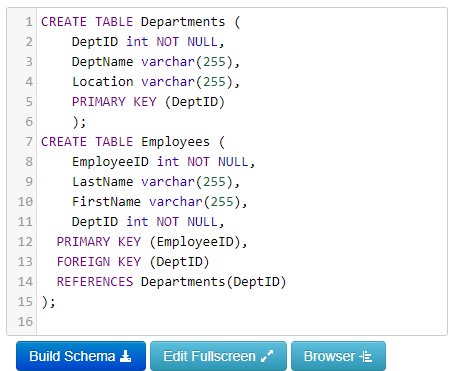 1 CREATE TABLE Departments (
2     DeptID int NOT NULL,
3     DeptName varchar(255),
4     Location varchar(255),
5     PRIMARY KEY (DeptID)
6     );
7 CREATE TABLE Employees (
8     EmployeeID int NOT NULL,
9     LastName varchar(255),
10     FirstName varchar(255),
11     DeptID int NOT NULL,
12   PRIMARY KEY (EmployeeID),
13   FOREIGN KEY (DeptID)
14   REFERENCES Departments(DeptID)
15 );
16
Build Schema Edit Fullscreen Browser